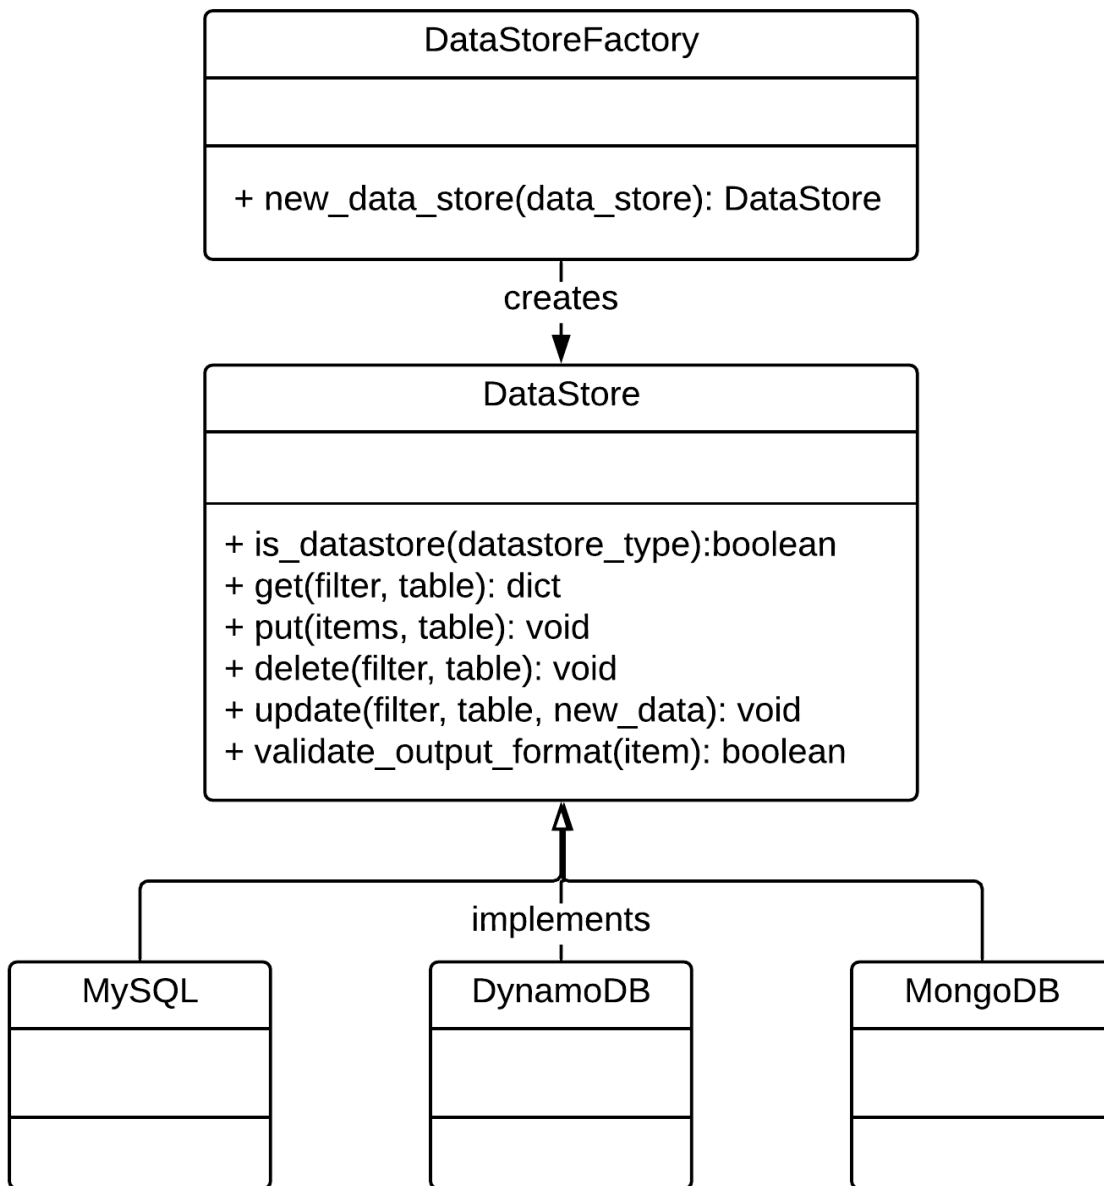 DataStoreFactory
+ new_data_store(data_store): DataStore
creates
DataStore
+ is_datastore(datastore_type):boolean
+ get(filter, table): dict
+ put(items, table): void
+ delete(filter, table): void
+ update(filter, table, new_data): void
+ validate_output_format(item): boolean
implements
MySQL
DynamoDB
MongoDB